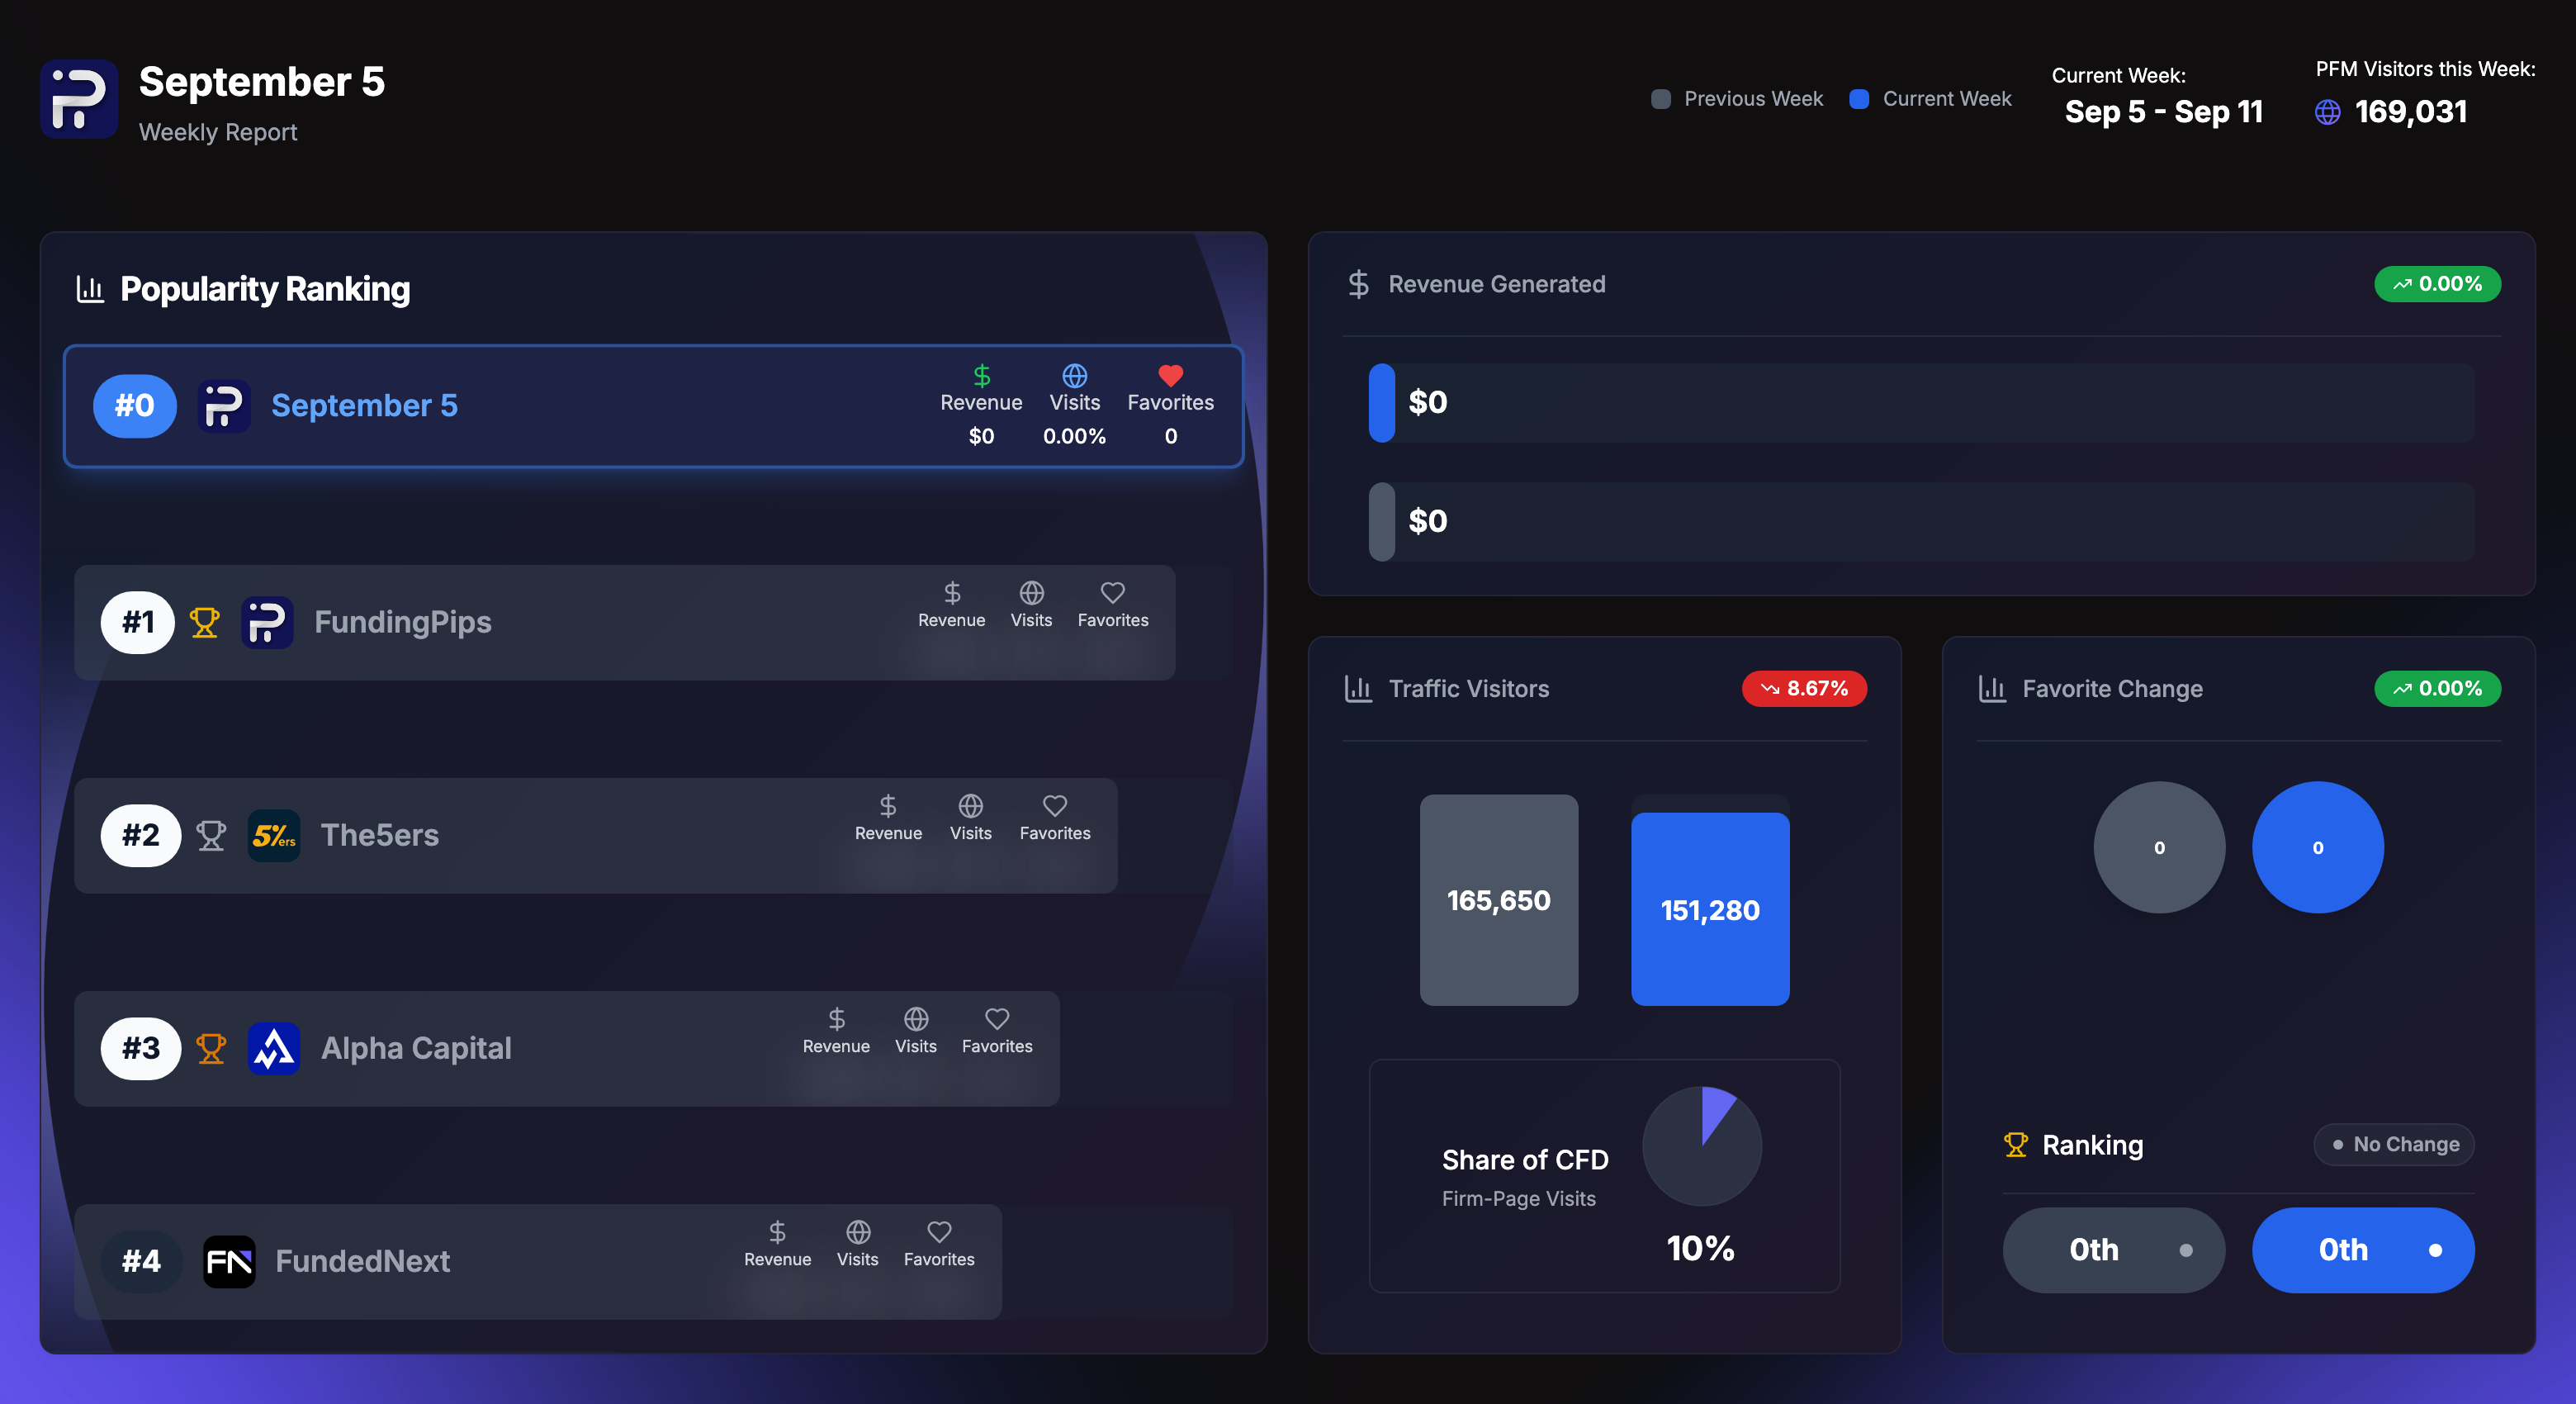 September 5
Weekly Report
Previous Week
Current Week
Current Week:
Sep 5 - Sep 11
PFM Visitors this Week:
169,031
Popularity Ranking
#0
September 5
Revenue Visits Favorites
$0 0.00% 0
#1
FundingPips
Revenue Visits Favorites
#2
5%ers
The5ers
Revenue Visits Favorites
#3
Alpha Capital
Revenue Visits Favorites
#4
FN
FundedNext
Revenue Visits Favorites
Revenue Generated
0.00%
$0
$0
Traffic Visitors
8.67%
165,650
151,280
Share of CFD
Firm-Page Visits
10%
Favorite Change
0.00%
0
0
Ranking
No Change
0th
0th